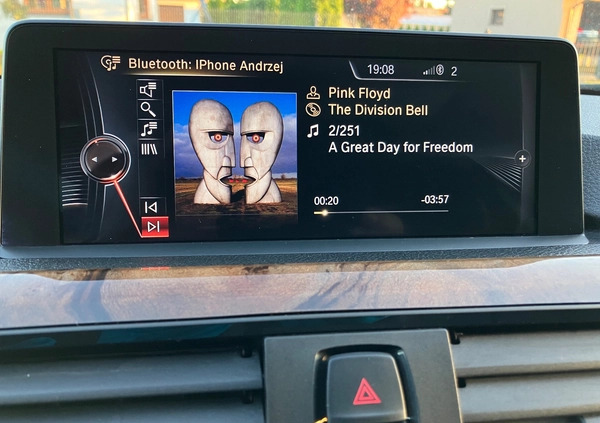 Bluetooth: IPhone Andrzej
19:08
2
Pink Floyd
The Division Bell
2/251
A Great Day for Freedom
00:20
-03:57